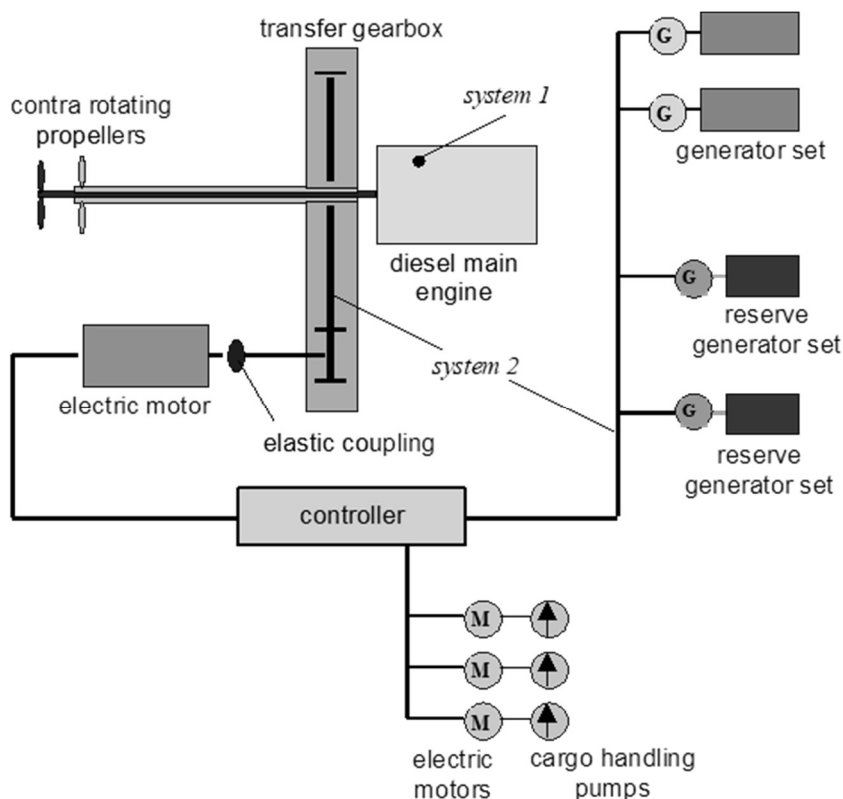 transfer gearbox
G
system 1
contra rotating
propellers
G
generator set
diesel main
engine
G
reserve
generator set
system 2
electric motor
G
elastic coupling
reserve
generator set
controller
M
M
M
electric
motors
cargo handling
pumps